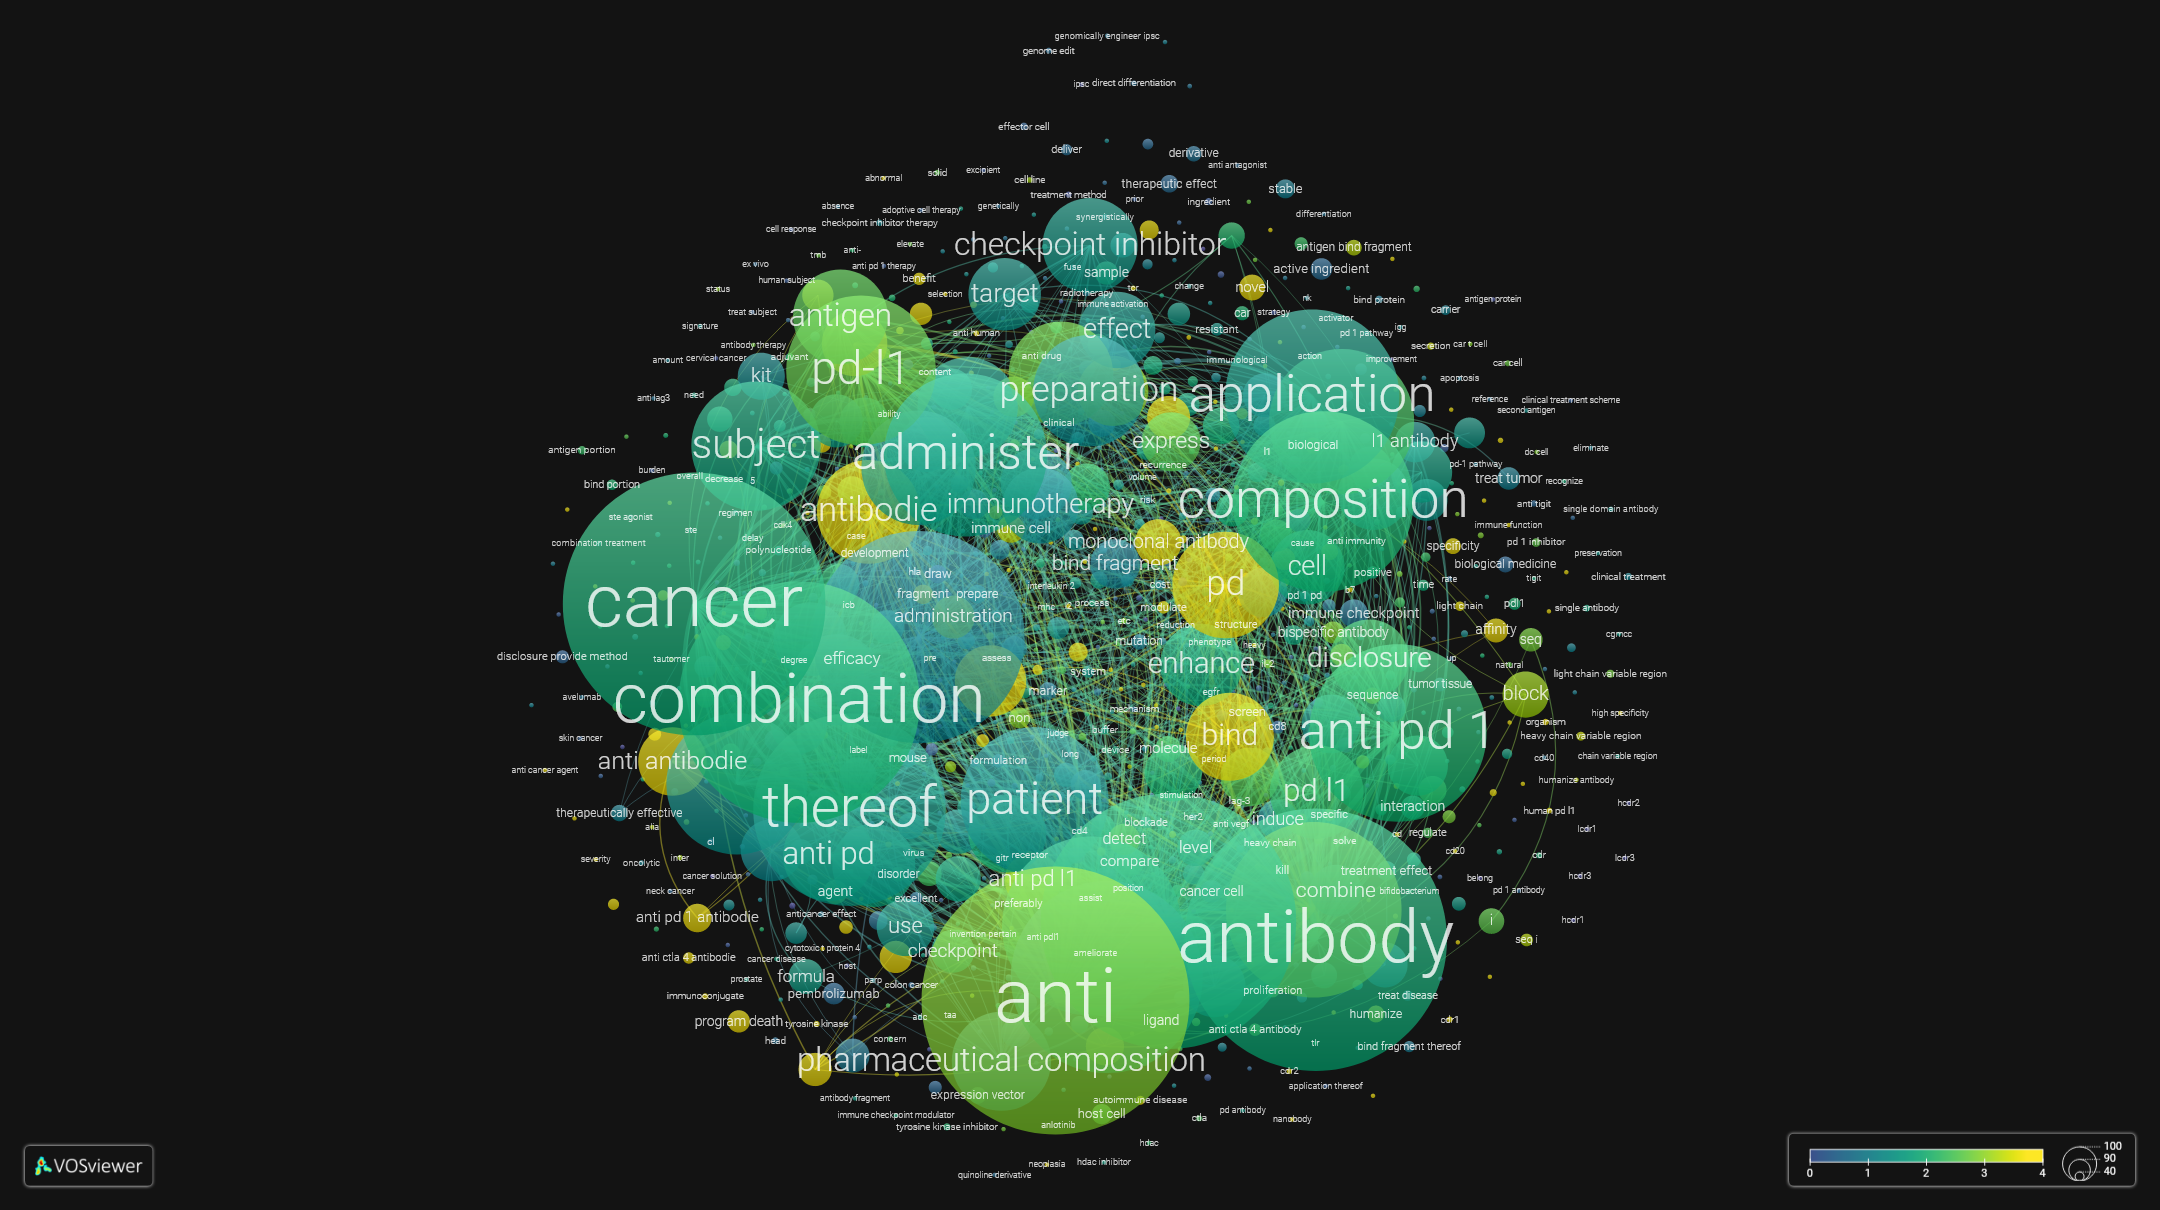 genomically engineer ipsc
genome edit
ipsc direct differentiation
effector cell
deliver
derivative
anti antagonist
abnormal
solid
excipient
cell line
therapeutic effect
stable
treatment method
prior
ingredient
absence
adoptive cell therapy
genetically
differentiation
checkpoint inhibitor therapy
synergistically
cell response
elevate
checkpoint inhibitor
antigen bind fragment
anti-
tmb
ex vivo
anti pd 1 therapy
fuse
sample
active ingredient
human subject
benefit
target
radiotherapy
tcr
change
novel
status
selection
immune activation
nk
bind protein
antigen protein
treat subject
antigen
car
strategy
carrier
signature
anti human
effect
resistant
activator
pd 1 pathway
igg
antibody therapy
secretion
car t cell
amount
cervical cancer
adjuvant
anti drug
immunological
action
improvement
car cell
kit
pd-l1
content
apoptosis
anti-lag3
need
preparation
application
reference
clinical treatment scheme
second antigen
ability
clinical
subject
administer
express
biological
l1 antibody
antigen portion
l1
dc cell
eliminate
burden
recurrence
pd-1 pathway
overall
decrease
5
volume
treat tumor
recognize
bind portion
antibodie
immunotherapy
risk
composition
anti tigit
single domain antibody
ste agonist
regimen
ste
cdk4
immune cell
immune function
combination treatment
delay
case
monoclonal antibody
cause
anti immunity
specificity
pd 1 inhibitor
polynucleotide
development
bind fragment
cell
preservation
biological medicine
hla
draw
interleukin 2
cost
pd
positive
tigit
clinical treatment
time
rate
fragment
prepare
b7
pd 1 pd
cancer
icb
mhc
il2
process
modulate
light chain
pdl1
single antibody
administration
etc
reduction
structure
immune checkpoint
bispecific antibody
affinity
seq
cgmcc
mutation
phenotype
heavy
disclosure provide method
tautomer
degree
efficacy
pre
assess
system
enhance
il-2
disclosure
up
natural
light chain variable region
avelumab
combination
marker
egfr
sequence
tumor tissue
block
mechanism
screen
high specificity
non
cd8
organism
skin cancer
judge
buffer
bind
anti pd 1
heavy chain variable region
label
mouse
long
device
molecule
cd40
chain variable region
anti antibodie
formulation
period
anti cancer agent
humanize antibody
thereof
patient
stimulation
lag-3
pd l1
interaction
hcdr2
therapeutically effective
human pd l1
alia
cd4
blockade
her2
anti vegf
induce
specific
lcdr1
detect
cd
regulate
cl
heavy chain
solve
severity
inter
anti pd
virus
gitr
receptor
compare
level
cd20
cdr
lcdr3
oncolytic
cancer solution
disorder
anti pd l1
kill
treatment effect
belong
hcdr3
neck cancer
agent
position
cancer cell
combine
bifidobacterium
pd 1 antibody
excellent
preferably
assist
anti pd 1 antibodie
anticancer effect
use
antibody
i
hcdr1
invention pertain
anti pdl1
seq i
cytotoxic t protein 4
checkpoint
ameliorate
anti ctla 4 antibodie
cancer disease
host
prostate
formula
parp
colon cancer
anti
proliferation
immunoconjugate
pembrolizumab
treat disease
adc
taa
ligand
humanize
cdr1
program death
tyrosine kinase
anti ctla 4 antibody
head
concern
tlr
bind fragment thereof
pharmaceutical composition
cdr2
application thereof
antibody fragment
expression vector
autoimmune disease
immune checkpoint modulator
host cell
ctla
pd antibody
nanobody
tyrosine kinase inhibitor
anlotinib
hdac
neoplasia
hdac inhibitor
quinoline derivative
VOSviewer
0 1 2 3 4
100
90
40